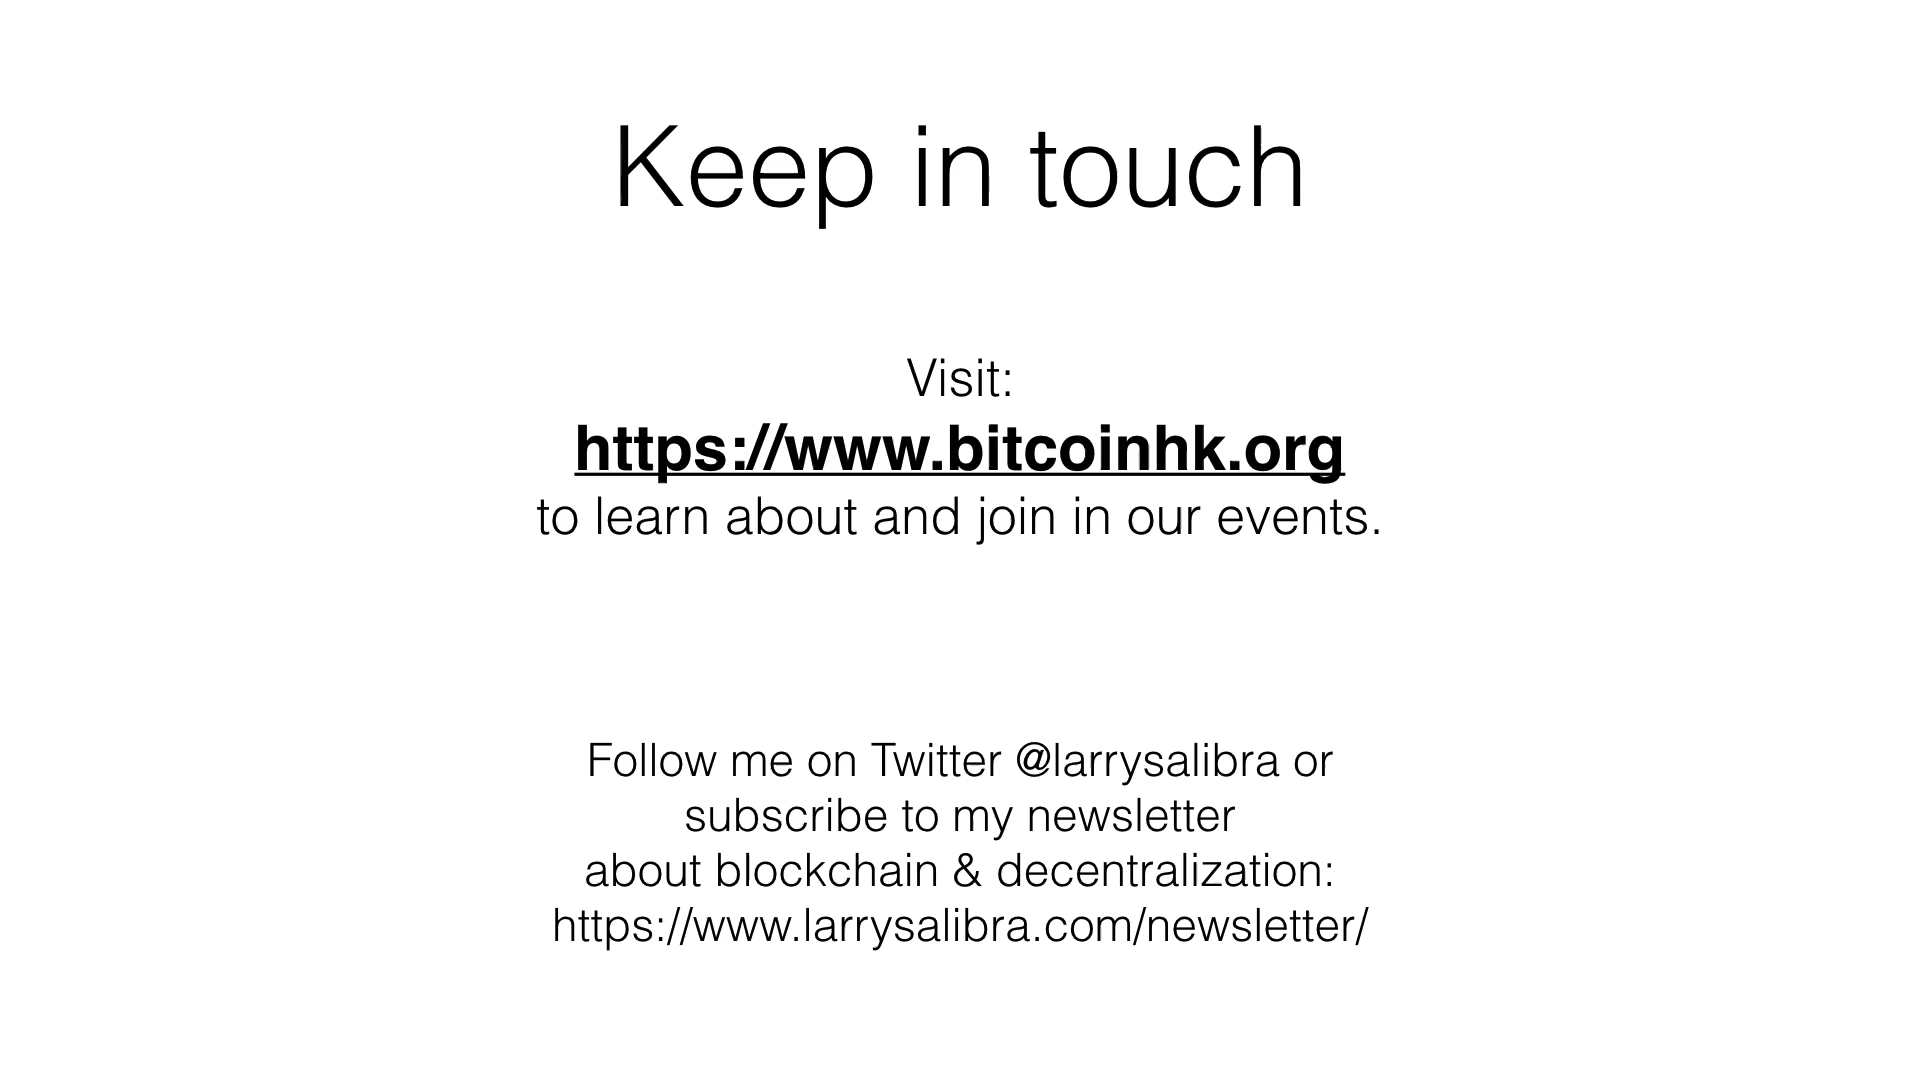 Keep in touch
Visit:
https://www.bitcoinhk.org
to learn about and join in our events.
Follow me on Twitter @larrysalibra or
subscribe to my newsletter
about blockchain & decentralization:
https://www.larrysalibra.com/newsletter/